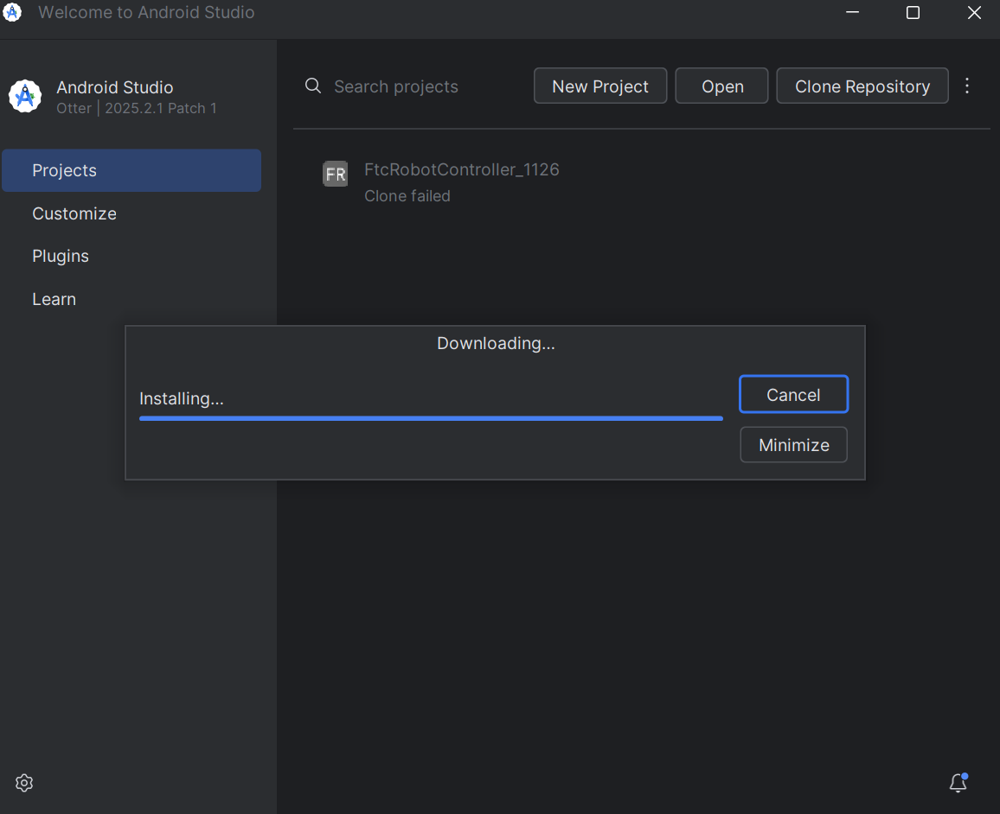 Welcome to Android Studio
Android Studio
Otter | 2025.2.1 Patch 1
Search projects
New Project
Open
Clone Repository
Projects
Customize
Plugins
Learn
FR
FtcRobotController_1126
Clone failed
Downloading...
Installing...
Cancel
Minimize